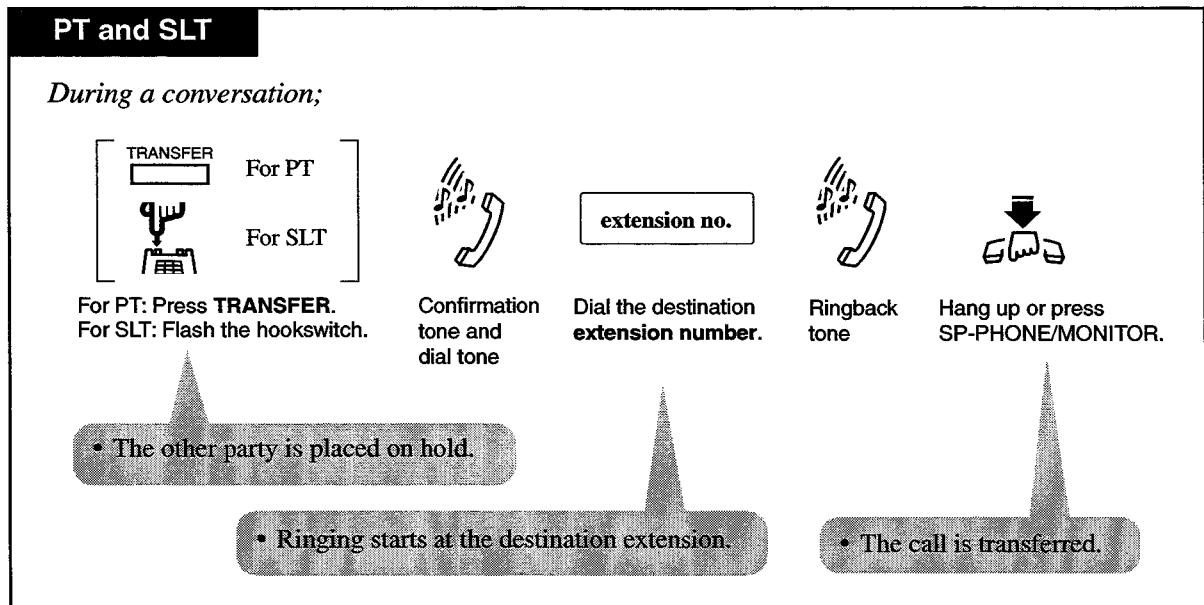 PT and SLT
During a conversation;
TRANSFER
For PT
For SLT
extension no.
For PT: Press TRANSFER.
For SLT: Flash the hookswitch.
Confirmation
tone and
dial tone
Dial the destination
extension number.
Ringback
tone
Hang up or press
SP-PHONE/MONITOR.
• The other party is placed on hold.
• Ringing starts at the destination extension.
• The call is transferred.